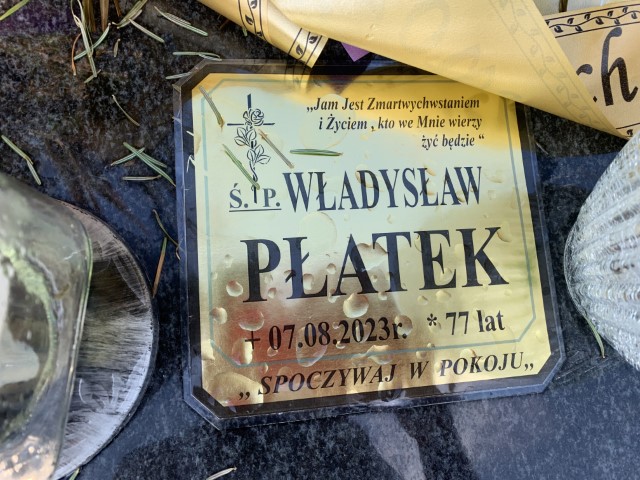 „Jam Jest Zmartwychwstaniem
i Życiem , kto we Mnie wierzy
żyć będzie “
Ś. P. WŁADYSŁAW
PŁATEK
+ 07.08.2023r. * 77 lat
„ SPOCZYWAJ W POKOJU„